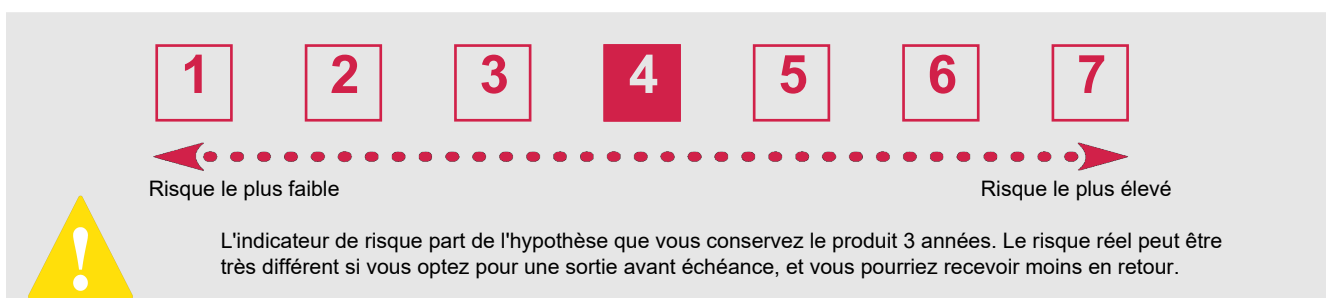 1 2 3 4 5 6 7
Risque le plus faible Risque le plus élevé
!
L'indicateur de risque part de l'hypothèse que vous conservez le produit 3 années. Le risque réel peut être
très différent si vous optez pour une sortie avant échéance, et vous pourriez recevoir moins en retour.